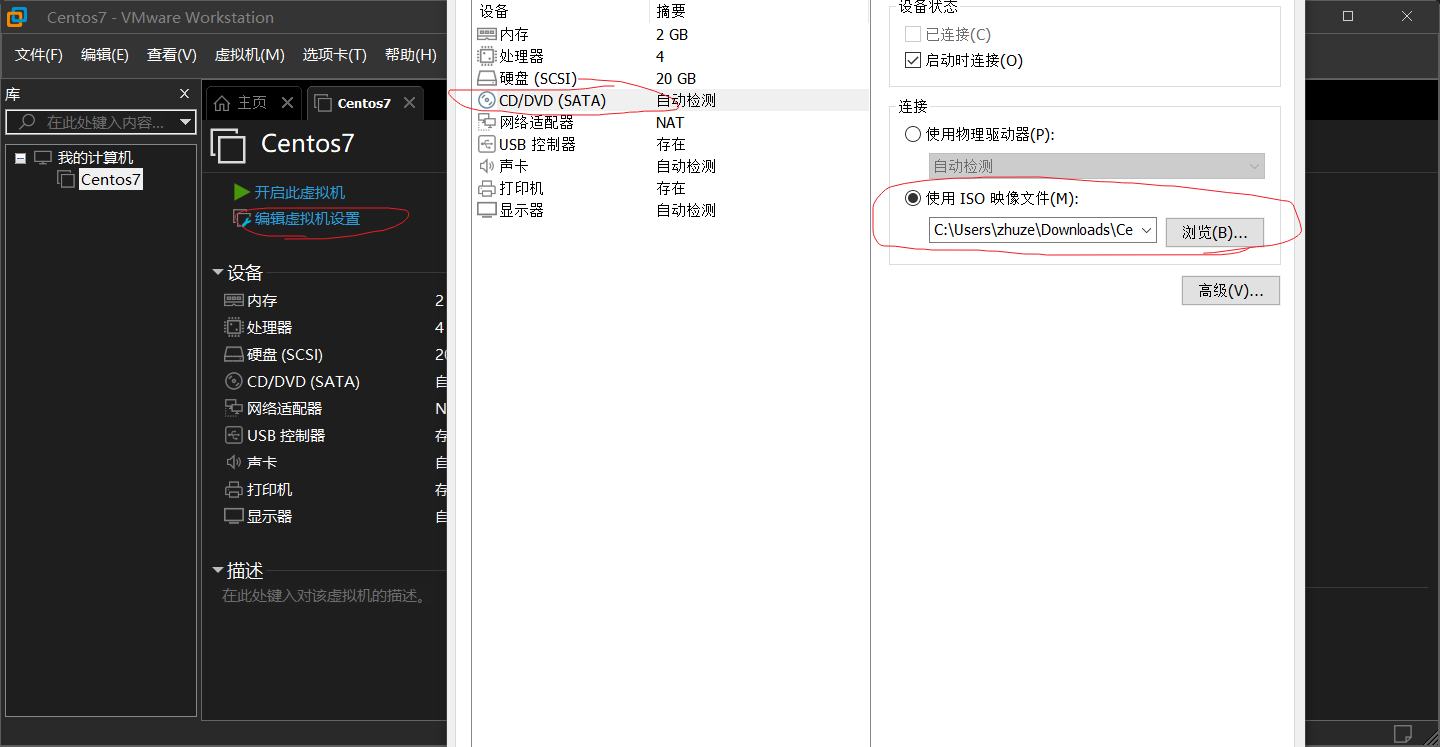 Centos7 - VMware Workstation
文件(F) 编辑(E) 查看(V) 虚拟机(M) 选项卡(T) 帮助(H)
库
在此处键入内容...
我的计算机
Centos7
主页
Centos7
Centos7
开启此虚拟机
编辑虚拟机设置
设备
内存 2
处理器 4
硬盘 (SCSI) 20
CD/DVD (SATA) 自
网络适配器 N
USB 控制器 存
声卡 自
打印机 存
显示器 自
描述
在此处键入对该虚拟机的描述。
设备 摘要
内存 2 GB
处理器 4
硬盘 (SCSI) 20 GB
CD/DVD (SATA) 自动检测
网络适配器 NAT
USB 控制器 存在
声卡 自动检测
打印机 存在
显示器 自动检测
设备状态
已连接(C)
启动时连接(O)
连接
使用物理驱动器(P):
自动检测
使用 ISO 映像文件(M):
C:\Users\zhuze\Downloads\Ce
浏览(B)...
高级(V)...